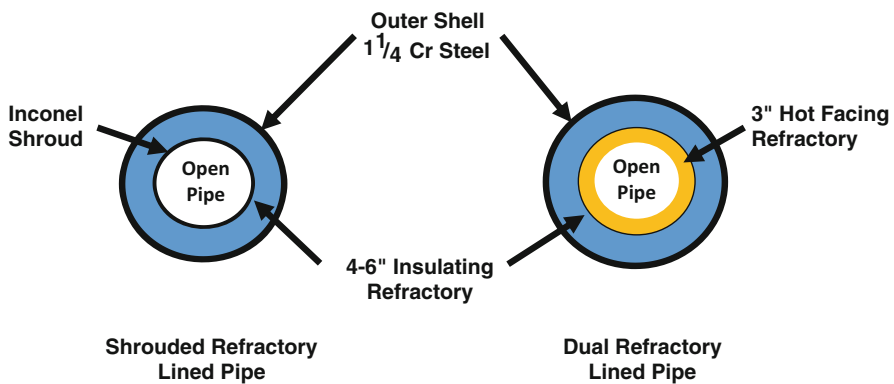 Outer Shell
1 1/4 Cr Steel
Inconel
Shroud
3" Hot Facing
Refractory
Open
Pipe
Open
Pipe
4-6" Insulating
Refractory
Shrouded Refractory
Lined Pipe
Dual Refractory
Lined Pipe